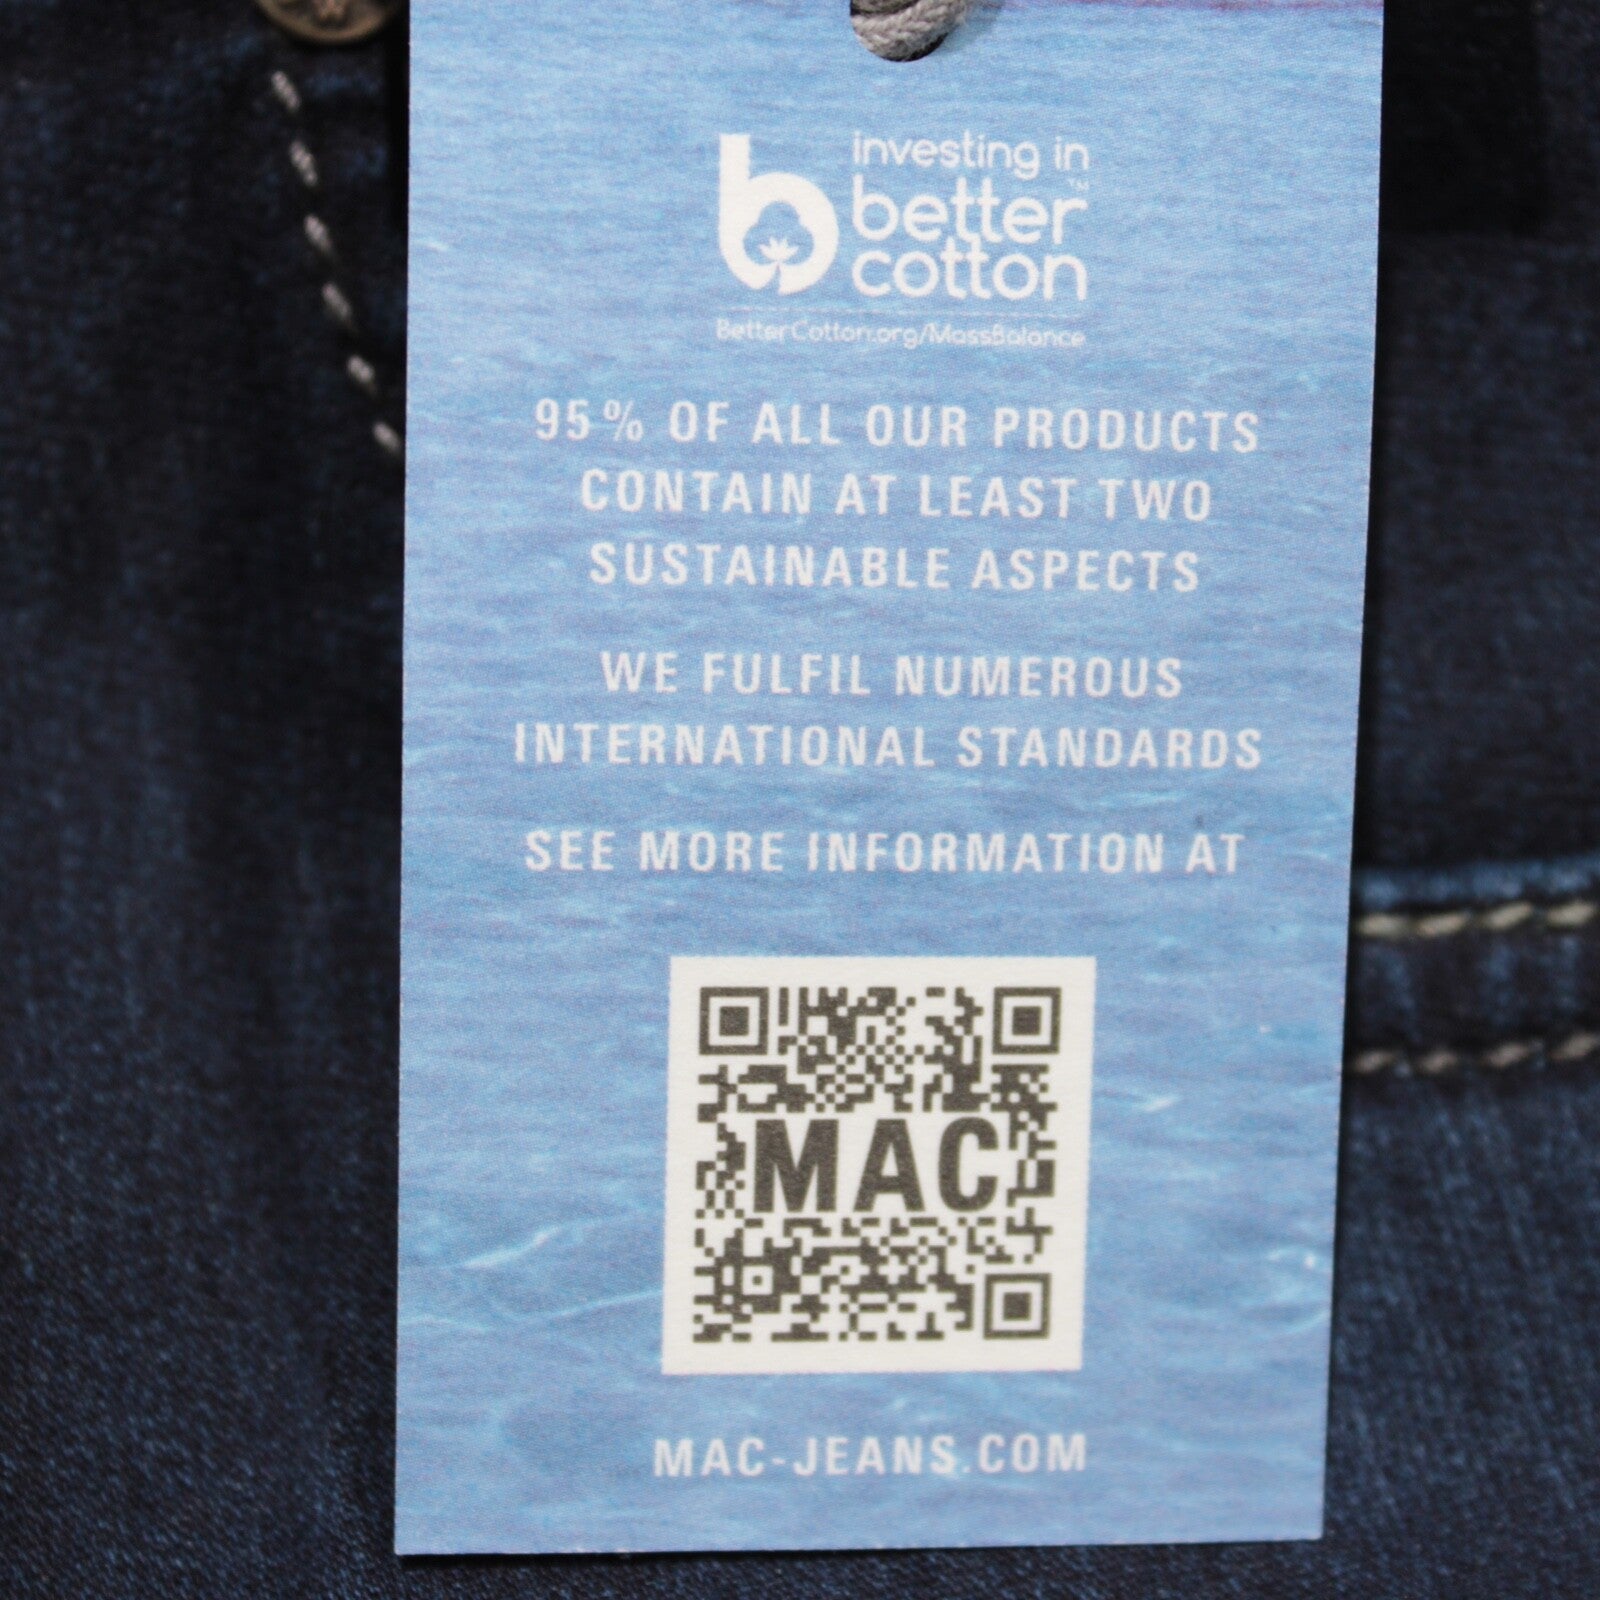 investing in
better™
cotton
BetterCotton.org/MassBalance
95% OF ALL OUR PRODUCTS
CONTAIN AT LEAST TWO
SUSTAINABLE ASPECTS
WE FULFIL NUMEROUS
INTERNATIONAL STANDARDS
SEE MORE INFORMATION AT
MAC
MAC-JEANS.COM